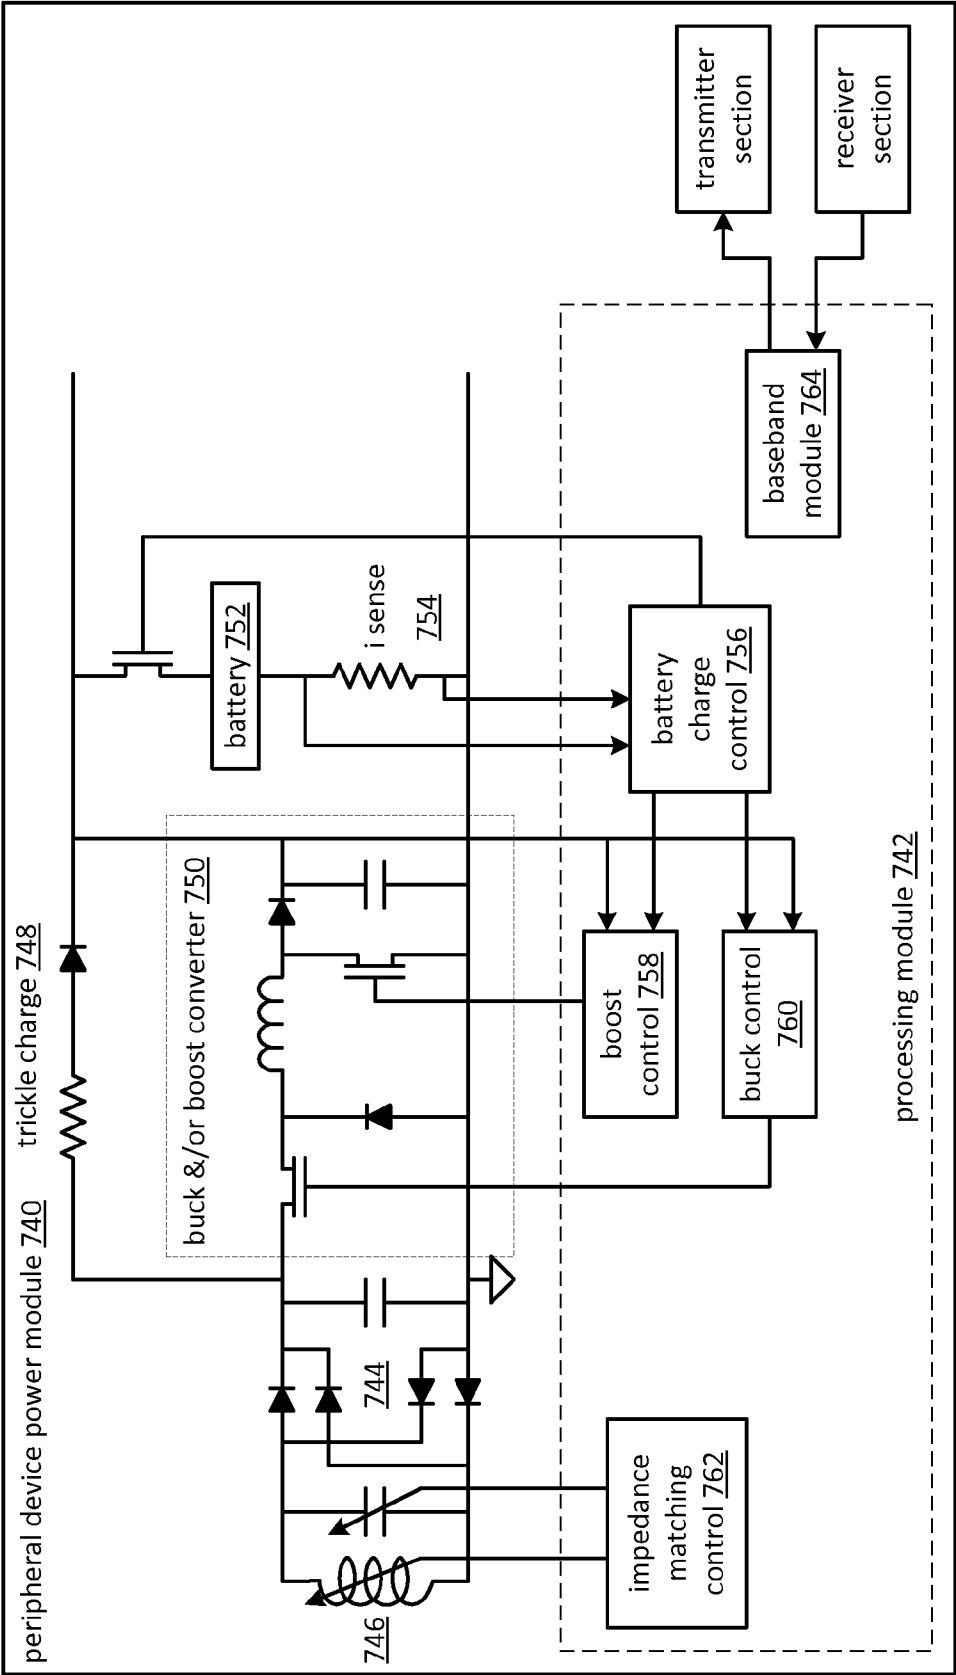 peripheral device power module 740
trickle charge 748
buck &/or boost converter 750
battery 752
i sense
754
744
746
transmitter
section
receiver
section
baseband
module 764
battery
charge
control 756
boost
control 758
buck control
760
impedance
matching
control 762
processing module 742